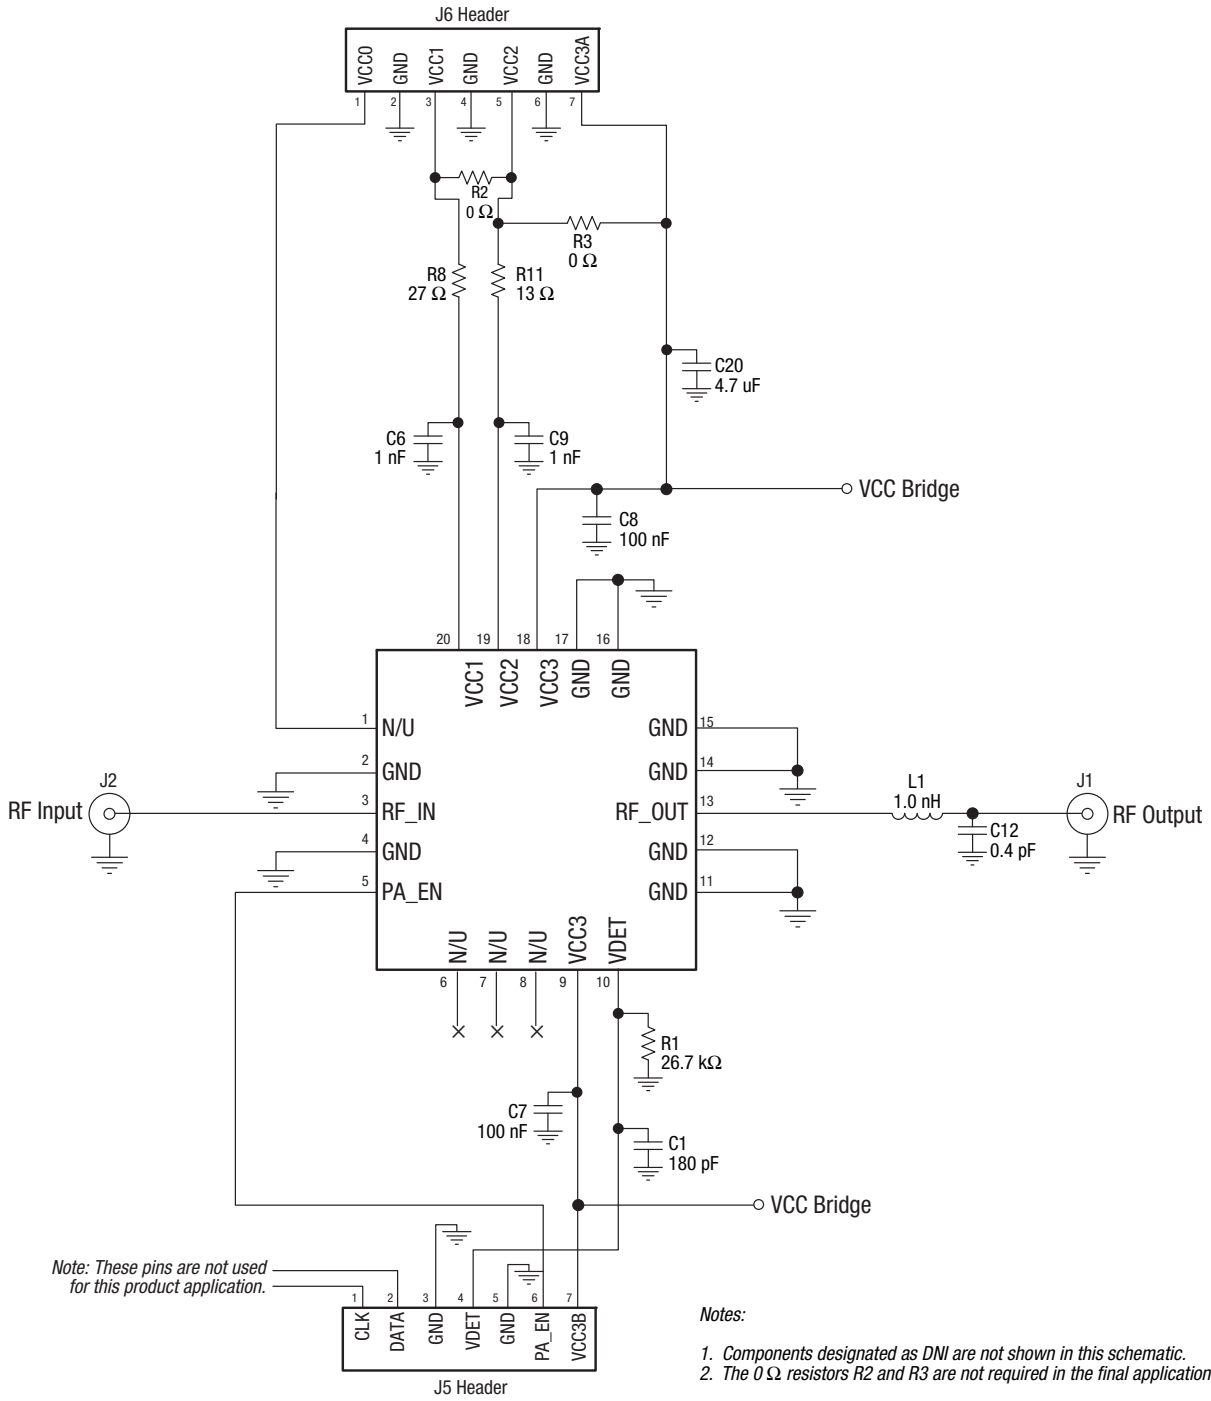 J6 Header
VCC0
GND
VCC1
GND
VCC2
GND
VCC3A
1
2
3
4
5
6
7
R2
0 Ω
R3
0 Ω
R8
27 Ω
R11
13 Ω
C20
4.7 uF
C6
1 nF
C9
1 nF
VCC Bridge
C8
100 nF
20
19
18
17
16
VCC1
VCC2
VCC3
GND
GND
1
N/U
GND
15
2
GND
GND
14
J2
RF Input
3
RF_IN
RF_OUT
13
L1
1.0 nH
J1
RF Output
C12
0.4 pF
4
GND
GND
12
5
PA_EN
GND
11
N/U
N/U
N/U
VCC3
VDET
6
7
8
9
10
R1
26.7 kΩ
C7
100 nF
C1
180 pF
VCC Bridge
Note: These pins are not used
for this product application.
1
2
3
4
5
6
7
CLK
DATA
GND
VDET
GND
PA_EN
VCC3B
J5 Header
Notes:
1. Components designated as DNI are not shown in this schematic.
2. The 0 Ω resistors R2 and R3 are not required in the final application